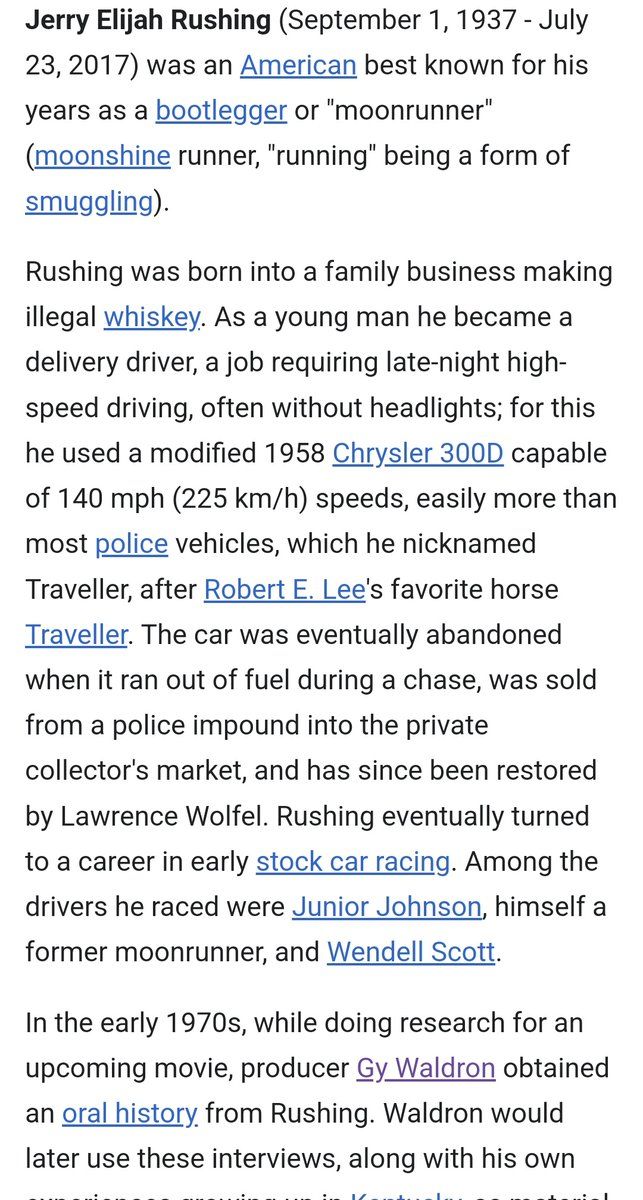 Jerry Elijah Rushing (September 1, 1937 - July
23, 2017) was an American best known for his
years as a bootlegger or "moonrunner"
(moonshine runner, "running" being a form of
smuggling).
Rushing was born into a family business making
illegal whiskey. As a young man he became a
delivery driver, a job requiring late-night high-
speed driving, often without headlights; for this
he used a modified 1958 Chrysler 300D capable
of 140 mph (225 km/h) speeds, easily more than
most police vehicles, which he nicknamed
Traveller, after Robert E. Lee's favorite horse
Traveller. The car was eventually abandoned
when it ran out of fuel during a chase, was sold
from a police impound into the private
collector's market, and has since been restored
by Lawrence Wolfel. Rushing eventually turned
to a career in early stock car racing. Among the
drivers he raced were Junior Johnson, himself a
former moonrunner, and Wendell Scott.
In the early 1970s, while doing research for an
upcoming movie, producer Gy Waldron obtained
an oral history from Rushing. Waldron would
later use these interviews, along with his own
experiences growing up in Kentucky, as material